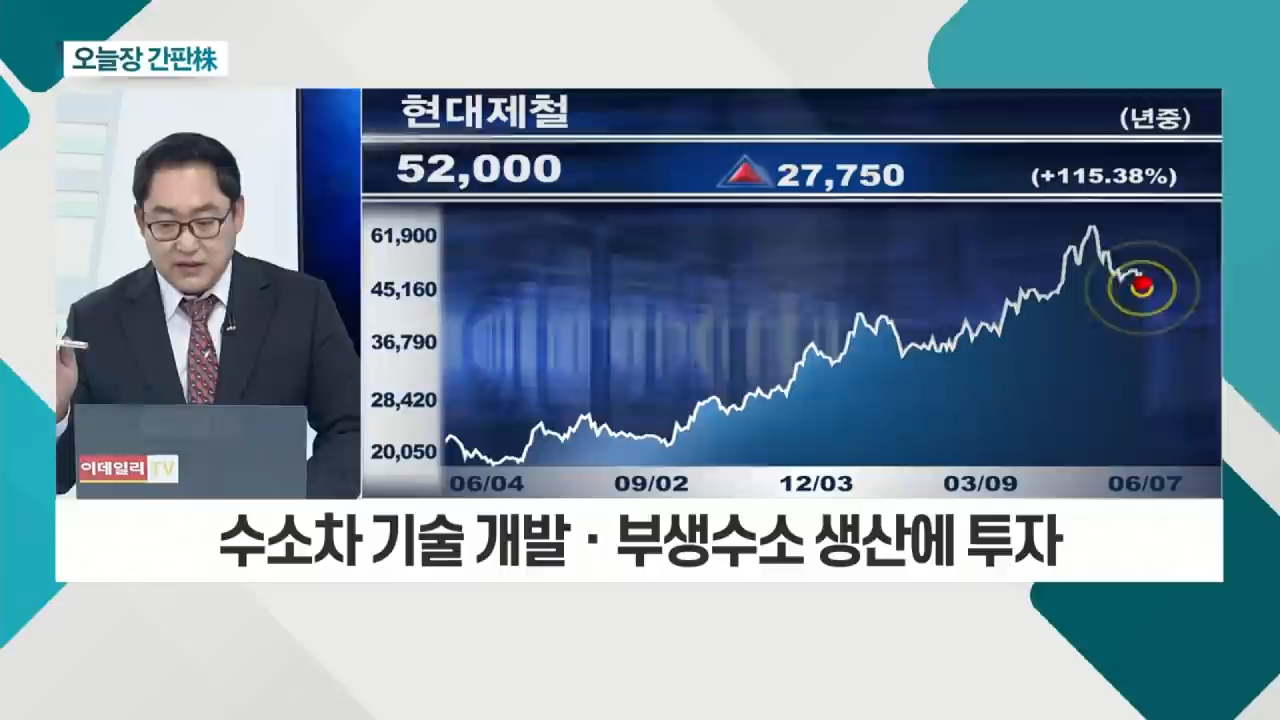 오늘장 간판株
현대제철
(년중)
52,000 27,750 (+115.38%)
61,900
45,160
36,790
28,420
20,050
06/04 09/02 12/03 03/09 06/07
이데일리 TV
수소차 기술 개발 · 부생수소 생산에 투자